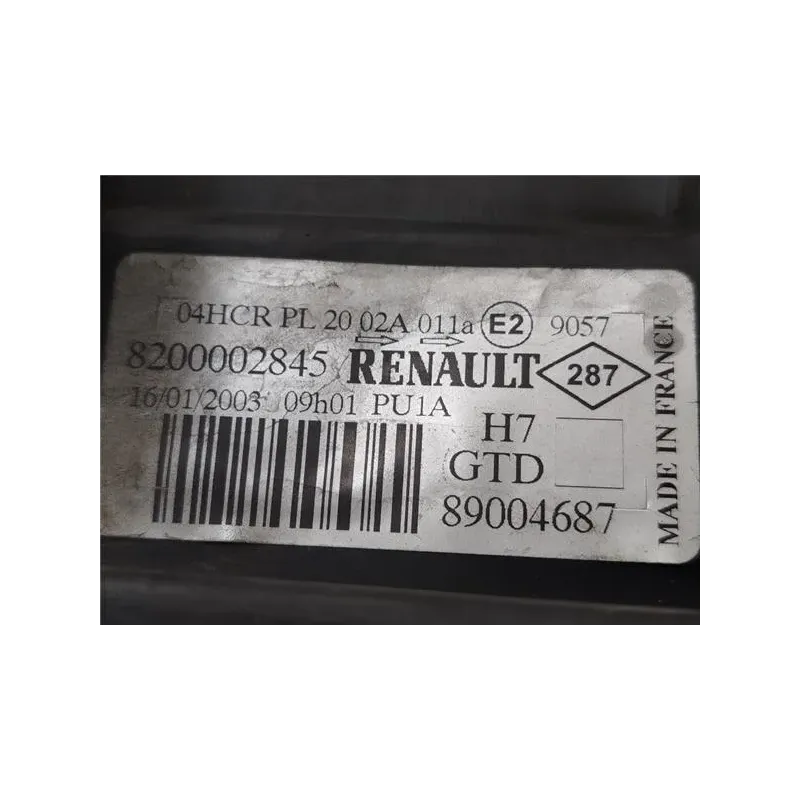 04HCR PL 20 02A 011a E2 9057
8200002845 RENAULT 287
16/01/2003 09h01 PU1A
H7
GTD
89004687
MADE IN FRANCE